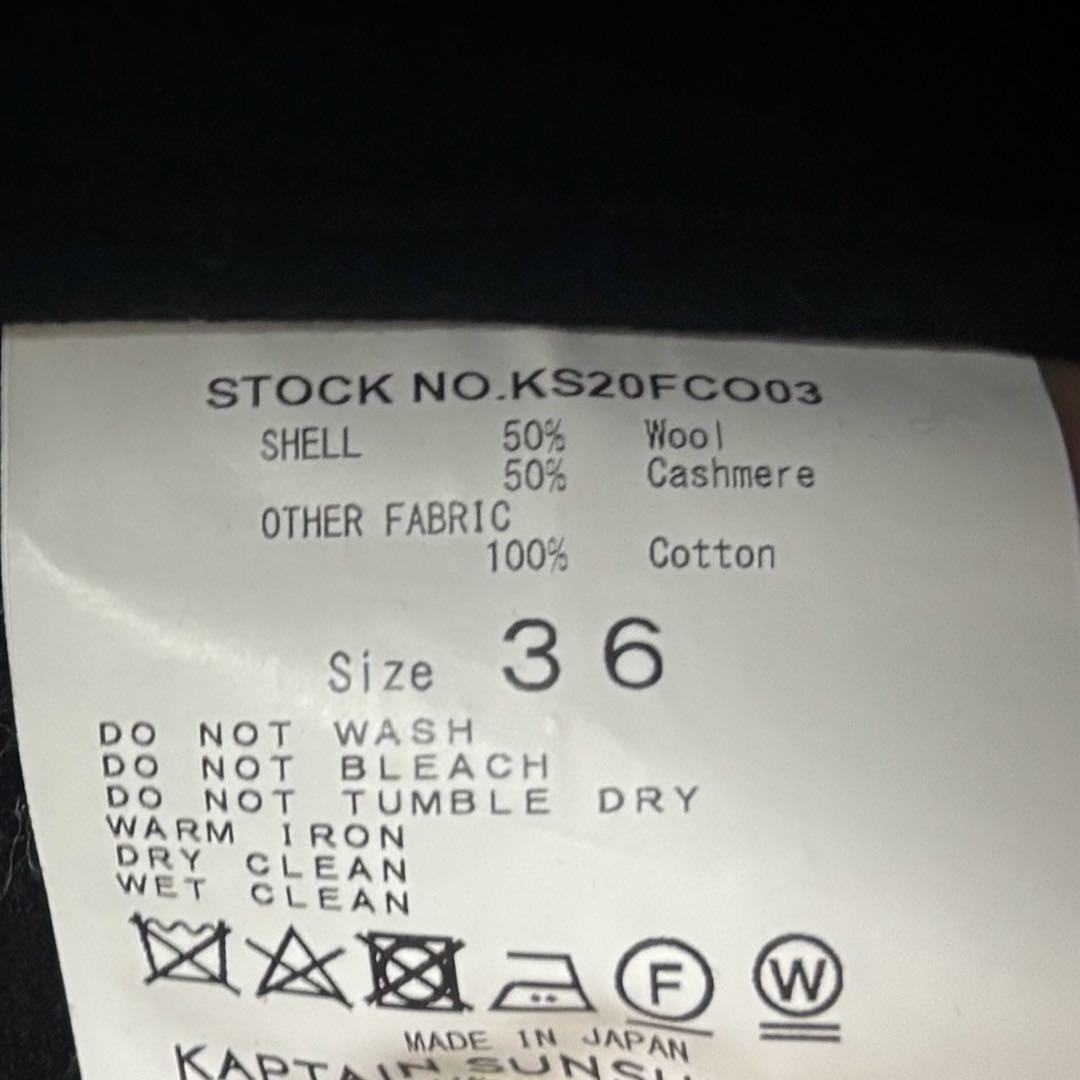 STOCK NO.KS20FCO03
SHELL 50% Wool
50% Cashmere
OTHER FABRIC
100% Cotton
Size 36
DO NOT WASH
DO NOT BLEACH
DO NOT TUMBLE DRY
WARM IRON
DRY CLEAN
WET CLEAN
F W
MADE IN JAPAN
KAPTAIN